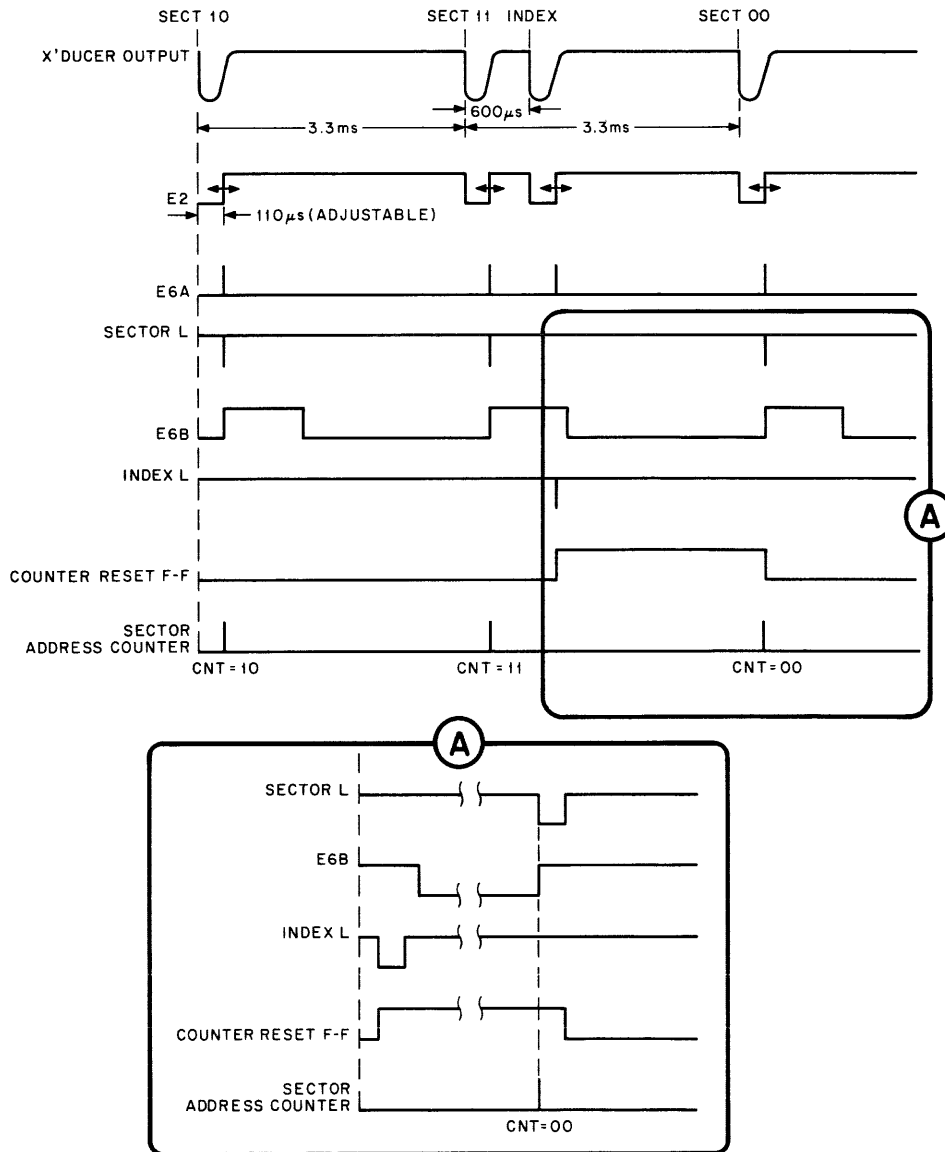 SECT 10 SECT 11 INDEX SECT 00
X'DUCER OUTPUT
600μs
3.3ms 3.3ms
E2
110μs (ADJUSTABLE)
E6A
SECTOR L
E6B
INDEX L
A
COUNTER RESET F-F
SECTOR
ADDRESS COUNTER
CNT=10 CNT=11 CNT=00
A
SECTOR L
E6B
INDEX L
COUNTER RESET F-F
SECTOR
ADDRESS COUNTER
CNT=00